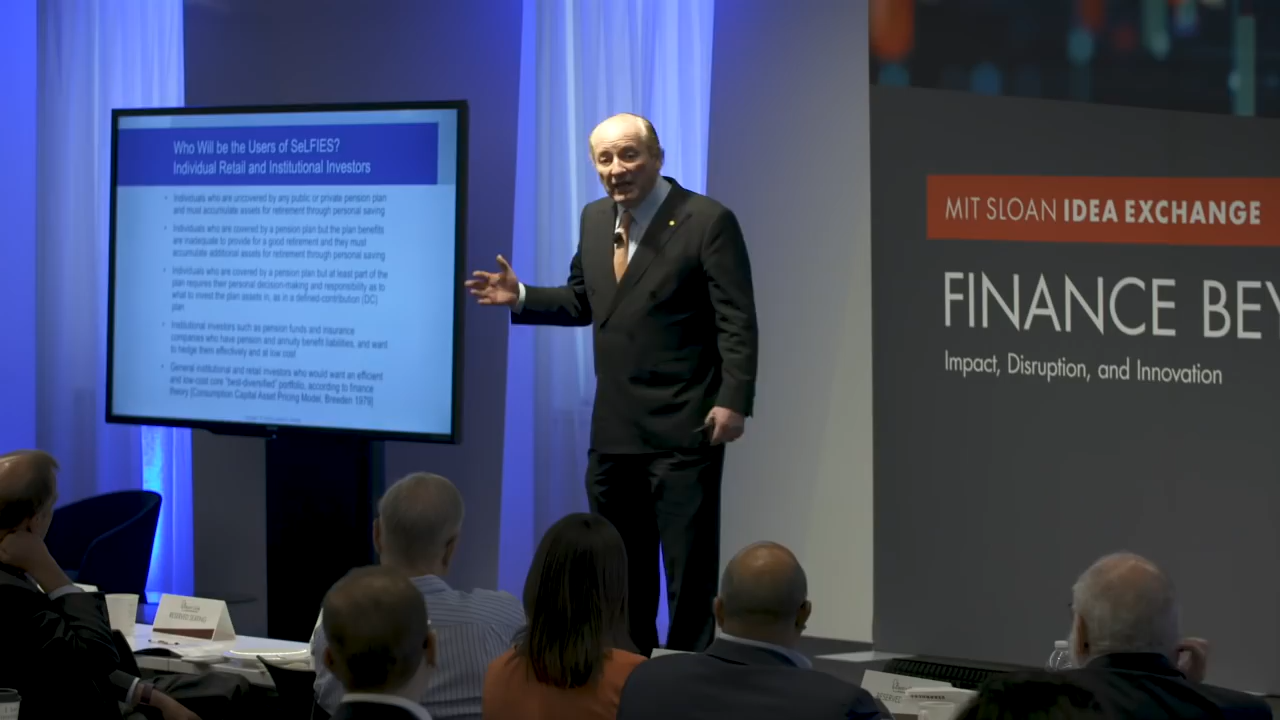 Who Will be the Users of SeLFIES?
Individual Retail and Institutional Investors
• Individuals who are uncovered by any public or private pension plan
and must accumulate assets for retirement through personal saving
• Individuals who are covered by a pension plan but the plan benefits
are inadequate to provide for a good retirement and they must
accumulate additional assets for retirement through personal saving
• Individuals who are covered by a pension plan but at least part of the
plan requires their personal decision-making and responsibility as to
what to invest the plan assets in, as in a defined-contribution (DC)
plan
• Institutional investors such as pension funds and insurance
companies who have pension and annuity benefit liabilities, and want
to hedge them effectively and at low cost
• General institutional and retail investors who would want an efficient
and low-cost core "best-diversified" portfolio, according to finance
theory [Consumption Capital Asset Pricing Model, Breeden 1979]
MIT SLOAN IDEA EXCHANGE
FINANCE BEY
Impact, Disruption, and Innovation
RESERVED SEATING
RESERVED